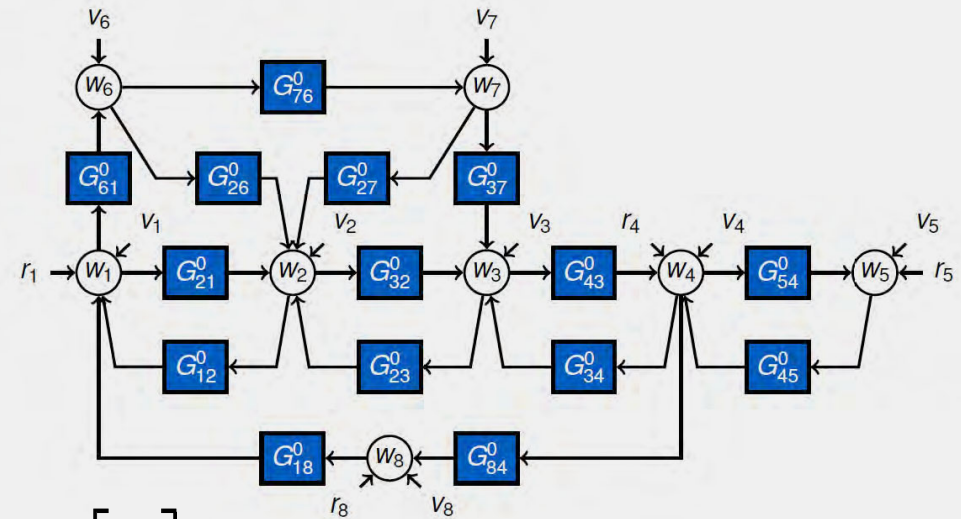 v6 v7
w6 G⁰76 w7
G⁰61 G⁰26 G⁰27 G⁰37
v1 v2 v3 r4 v4 v5
r1 w1 G⁰21 w2 G⁰32 w3 G⁰43 w4 G⁰54 w5 r5
G⁰12 G⁰23 G⁰34 G⁰45
G⁰18 w8 G⁰84
r8 v8